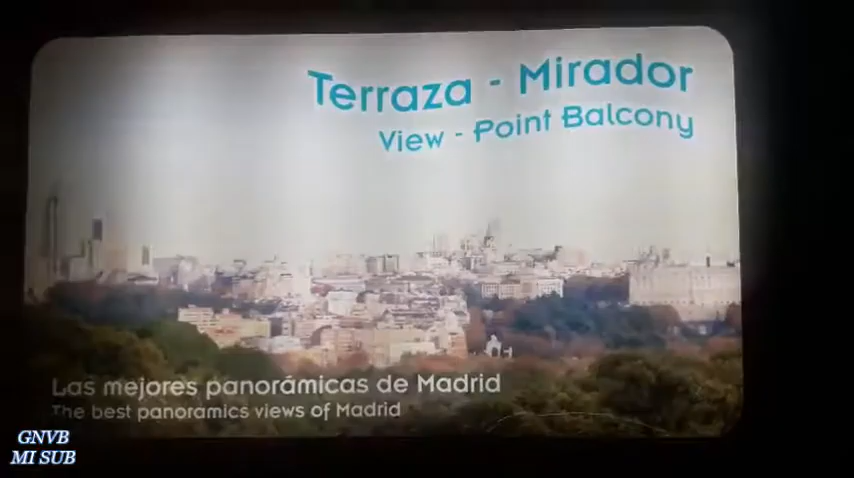 Terraza - Mirador
View - Point Balcony
Las mejores panorámicas de Madrid
The best panoramics views of Madrid
GNVB
MI SUB